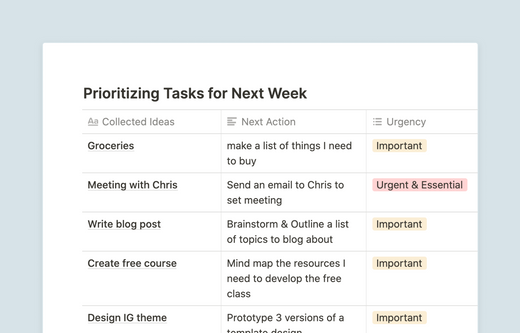 Prioritizing Tasks for Next Week
Aa Collected Ideas
Next Action
Urgency
Groceries
make a list of things I need
to buy
Important
Meeting with Chris
Send an email to Chris to
set meeting
Urgent & Essential
Write blog post
Brainstorm & Outline a list
of topics to blog about
Important
Create free course
Mind map the resources I
need to develop the free
class
Important
Design IG theme
Prototype 3 versions of a
template design
Important